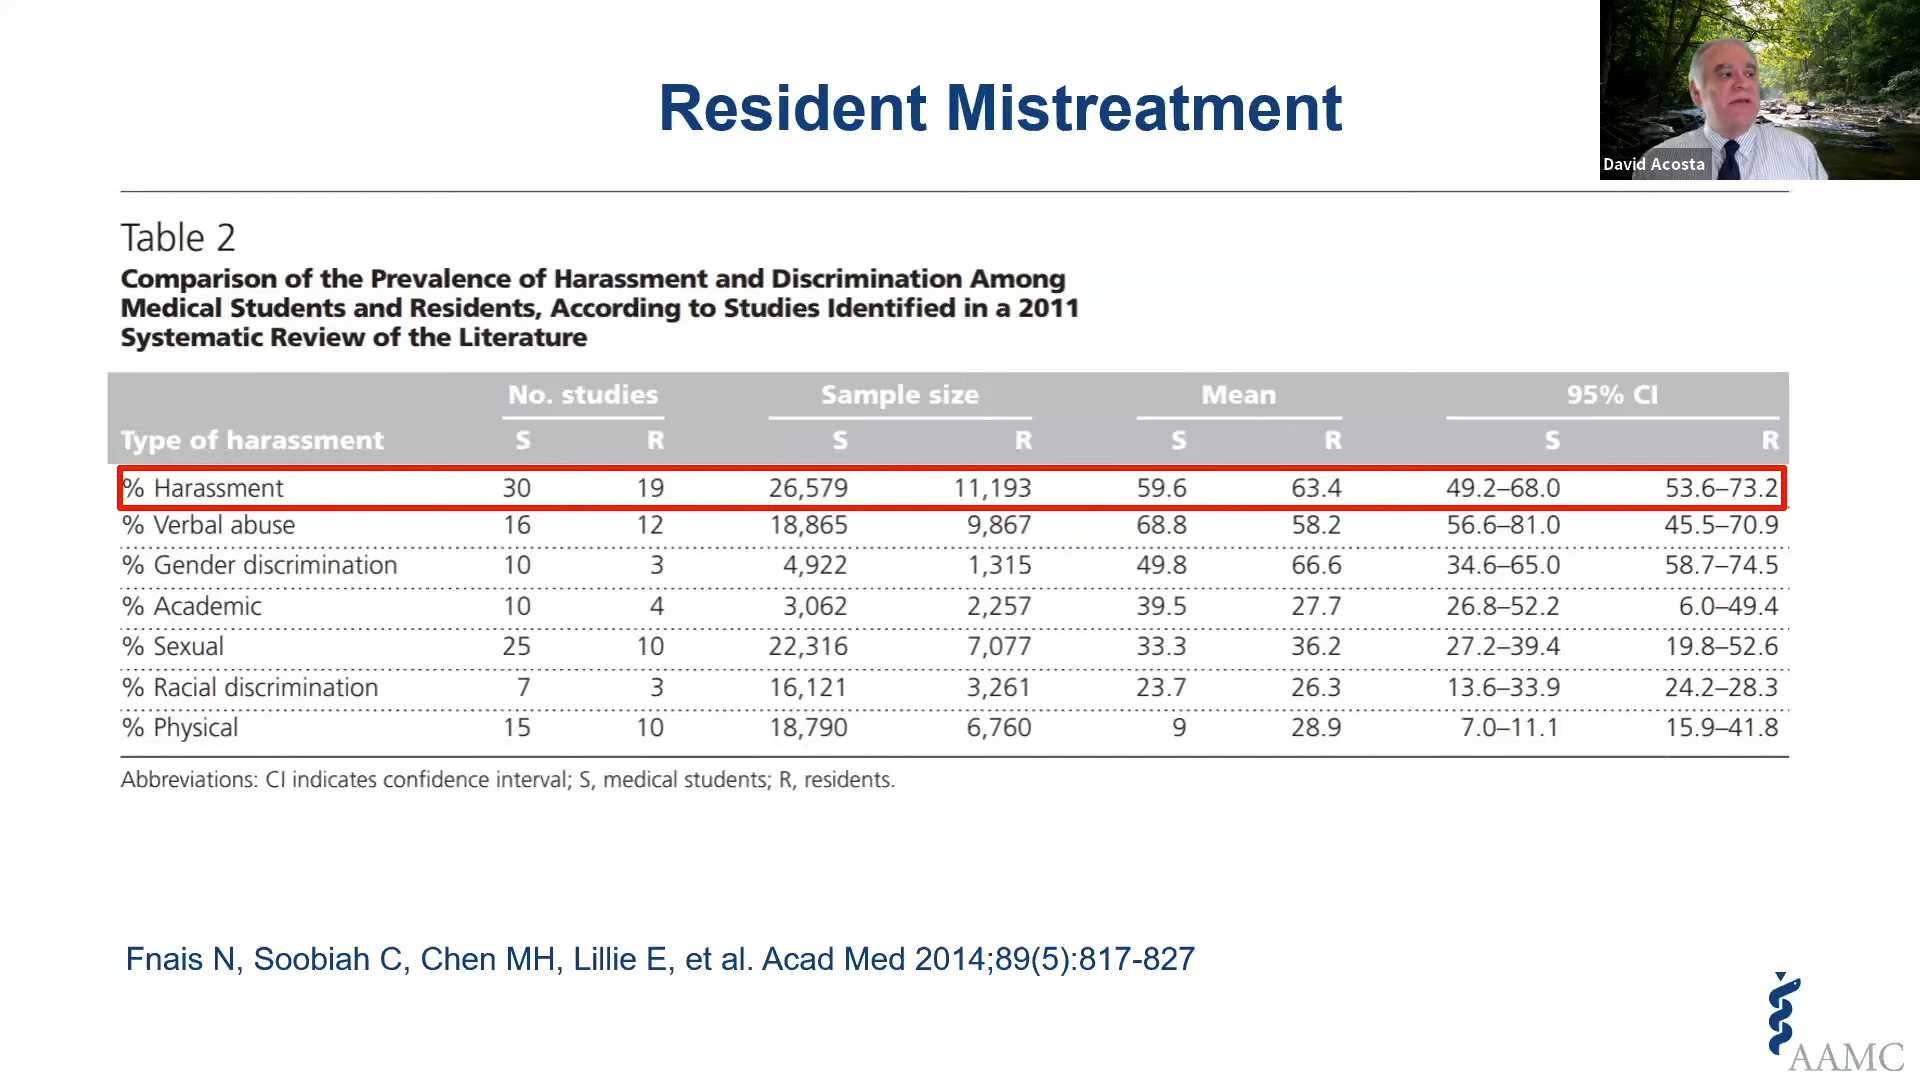 Resident Mistreatment
David Acosta
Table 2
Comparison of the Prevalence of Harassment and Discrimination Among
Medical Students and Residents, According to Studies Identified in a 2011
Systematic Review of the Literature
No. studies Sample size Mean 95% CI
Type of harassment S R S R S R S R
% Harassment 30 19 26,579 11,193 59.6 63.4 49.2–68.0 53.6–73.2
% Verbal abuse 16 12 18,865 9,867 68.8 58.2 56.6–81.0 45.5–70.9
% Gender discrimination 10 3 4,922 1,315 49.8 66.6 34.6–65.0 58.7–74.5
% Academic 10 4 3,062 2,257 39.5 27.7 26.8–52.2 6.0–49.4
% Sexual 25 10 22,316 7,077 33.3 36.2 27.2–39.4 19.8–52.6
% Racial discrimination 7 3 16,121 3,261 23.7 26.3 13.6–33.9 24.2–28.3
% Physical 15 10 18,790 6,760 9 28.9 7.0–11.1 15.9–41.8
Abbreviations: CI indicates confidence interval; S, medical students; R, residents.
Fnais N, Soobiah C, Chen MH, Lillie E, et al. Acad Med 2014;89(5):817-827
AAMC